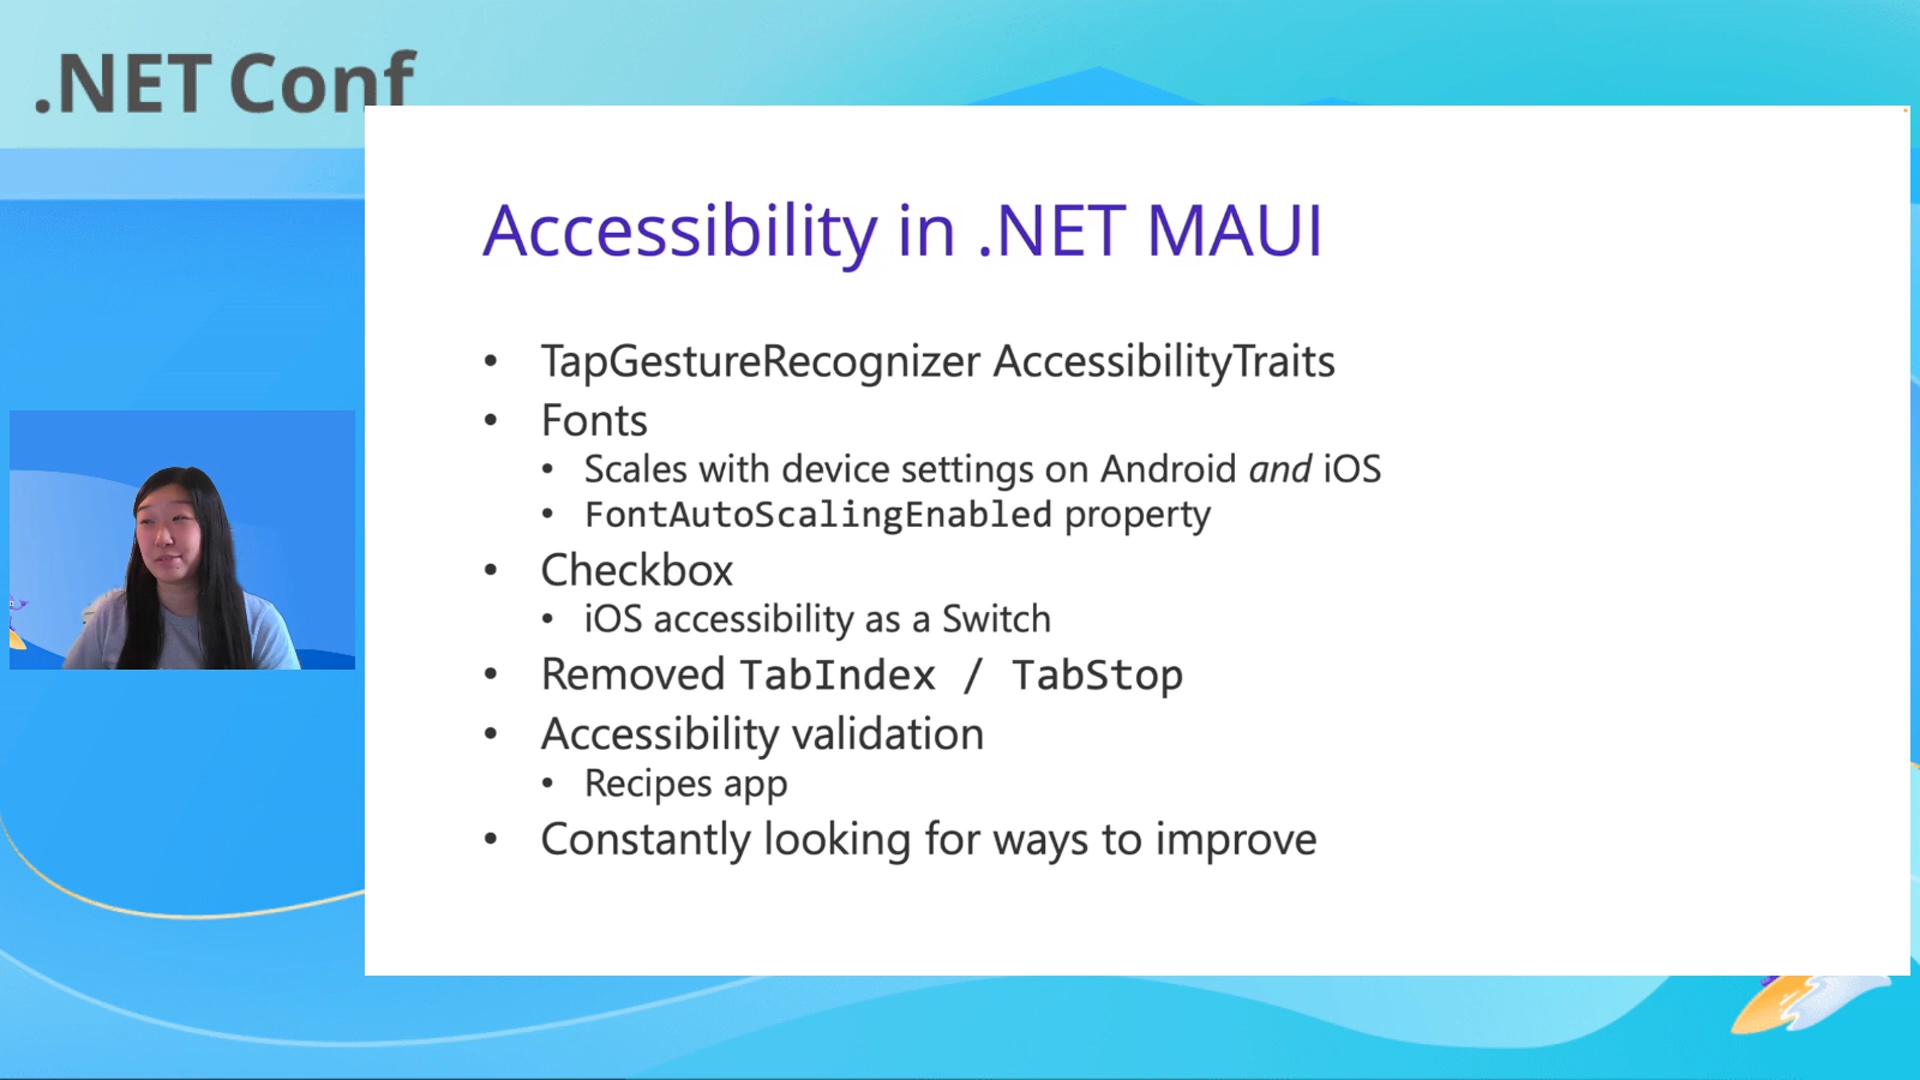 .NET Conf
Accessibility in .NET MAUI
• TapGestureRecognizer AccessibilityTraits
• Fonts
• Scales with device settings on Android and iOS
• FontAutoScalingEnabled property
• Checkbox
• iOS accessibility as a Switch
• Removed TabIndex / TabStop
• Accessibility validation
• Recipes app
• Constantly looking for ways to improve